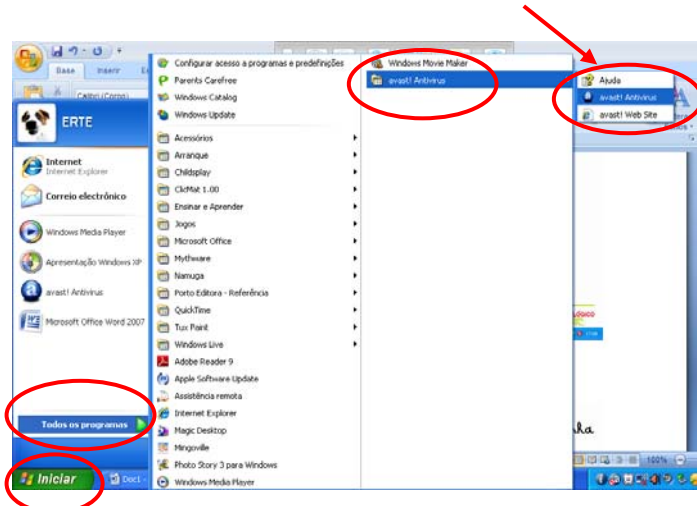 Base Inserir
Calibri (Corpo)
ERTE
Internet
Internet Explorer
Correio electrónico
Windows Media Player
Apresentação Windows XP
avast! Antivirus
Microsoft Office Word 2007
Todos os programas
Iniciar
Doc1 -
Configurar acesso a programas e predefinições
Parents Carefree
Windows Catalog
Windows Update
Acessórios
Arranque
Childsplay
ClicMat 1.00
Ensinar e Aprender
Jogos
Microsoft Office
Mythware
Namuga
Porto Editora - Referência
QuickTime
Tux Paint
Windows Live
Adobe Reader 9
Apple Software Update
Assistência remota
Internet Explorer
Magic Desktop
Mingoville
Photo Story 3 para Windows
Windows Media Player
Windows Movie Maker
avast! Antivirus
Ajuda
avast! Antivirus
avast! Web Site
100%